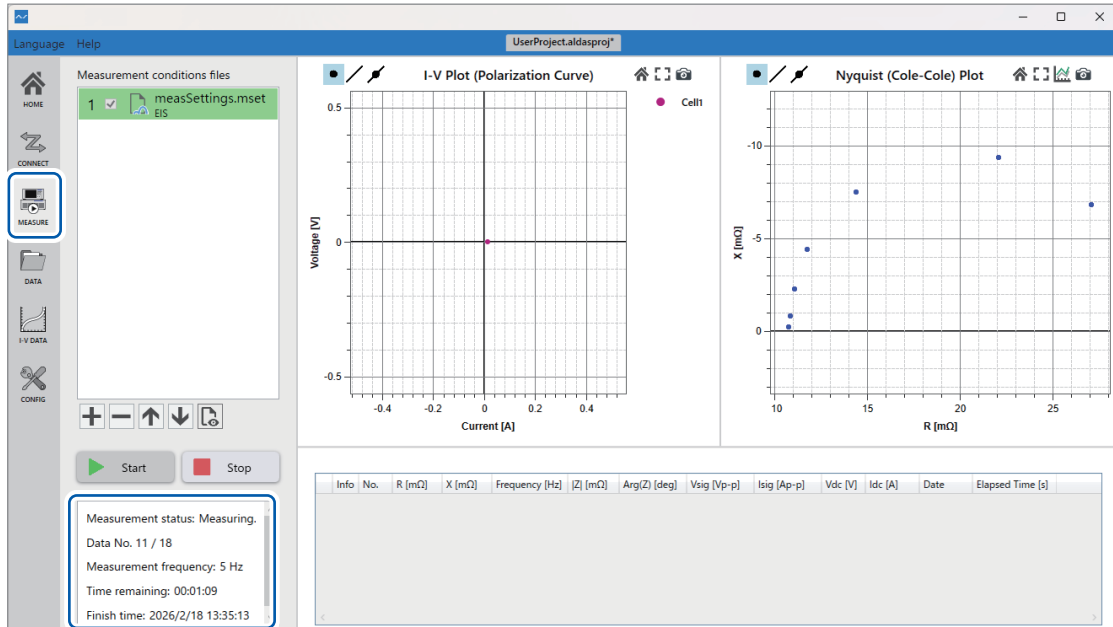 Language Help UserProject.aldasproj*
HOME
CONNECT
MEASURE
DATA
I-V DATA
CONFIG
Measurement conditions files
1 measSettings.mset
EIS
Start Stop
Measurement status: Measuring.
Data No. 11 / 18
Measurement frequency: 5 Hz
Time remaining: 00:01:09
Finish time: 2026/2/18 13:35:13
I-V Plot (Polarization Curve)
Cell1
Voltage [V]
0.5
0
-0.5
-0.4 -0.2 0 0.2 0.4
Current [A]
Nyquist (Cole-Cole) Plot
X [mΩ]
-10
-5
0
10 15 20 25
R [mΩ]
Info No. R [mΩ] X [mΩ] Frequency [Hz] |Z| [mΩ] Arg(Z) [deg] Vsig [Vp-p] Isig [Ap-p] Vdc [V] Idc [A] Date Elapsed Time [s]